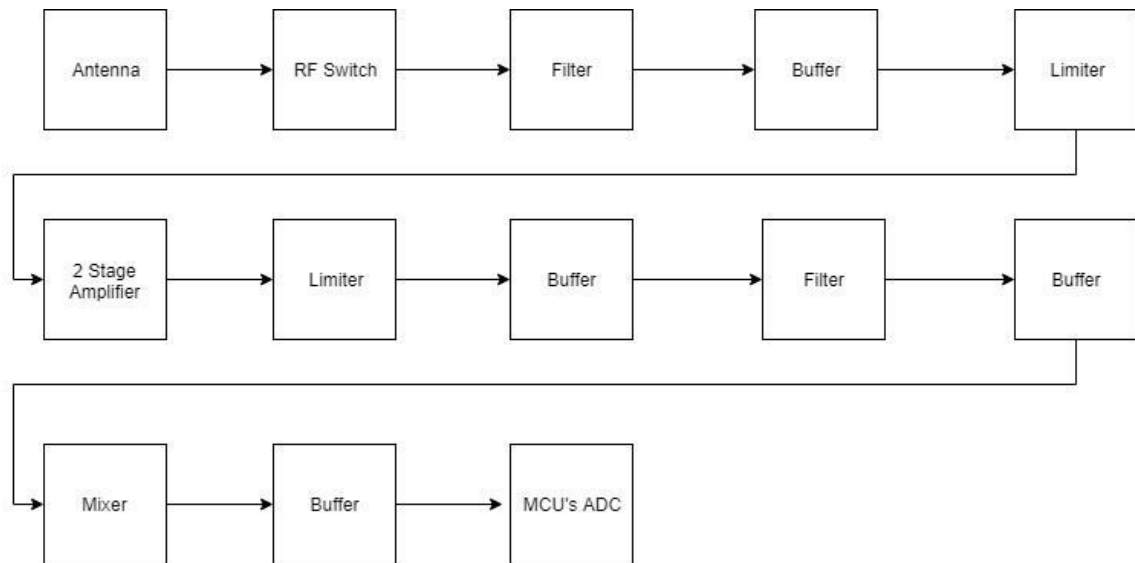 Antenna
RF Switch
Filter
Buffer
Limiter
2 Stage
Amplifier
Limiter
Buffer
Filter
Buffer
Mixer
Buffer
MCU's ADC